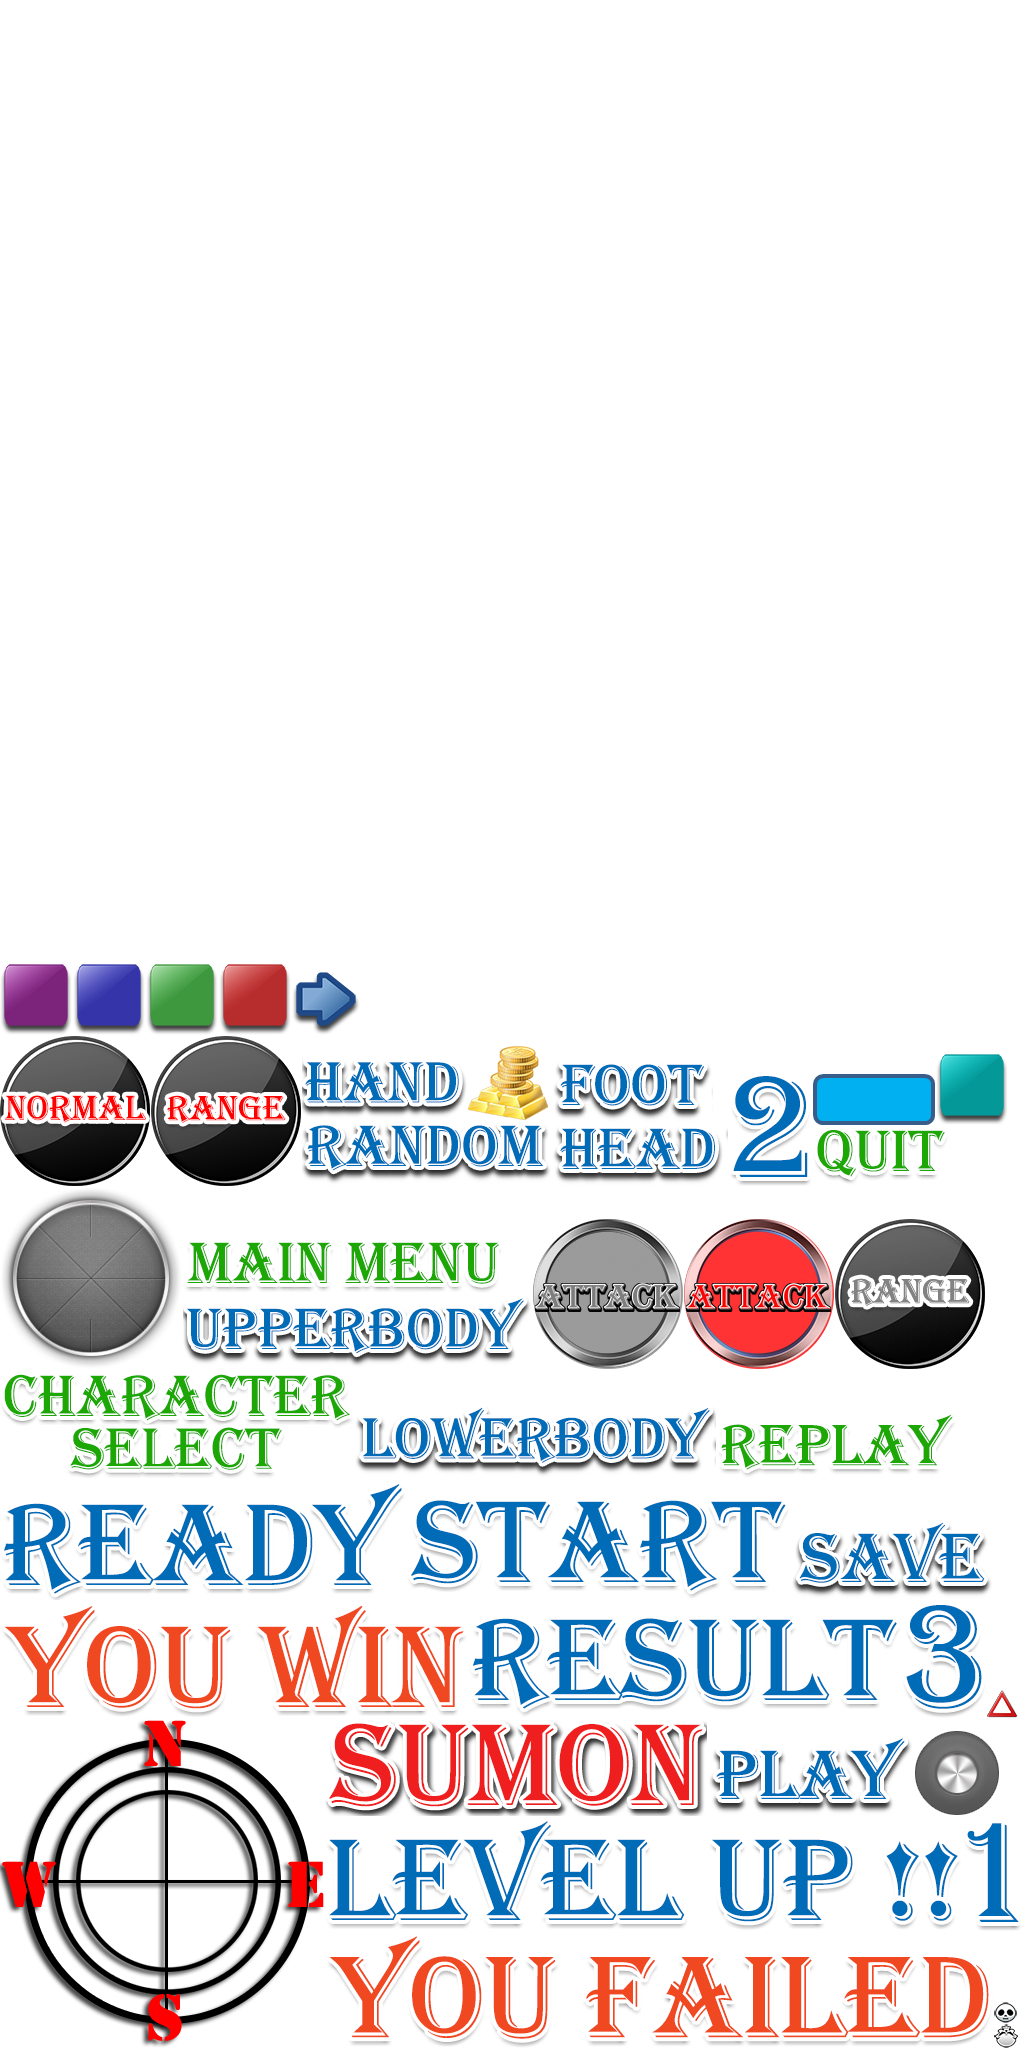 NORMAL
RANGE
HAND
FOOT
RANDOM
HEAD
2
QUIT
MAIN MENU
UPPERBODY
ATTACK
ATTACK
RANGE
CHARACTER
SELECT
LOWERBODY
REPLAY
READY
START
SAVE
YOU WIN
RESULT
3
N
W
E
S
SUMON
PLAY
LEVEL UP !!
1
YOU FAILED